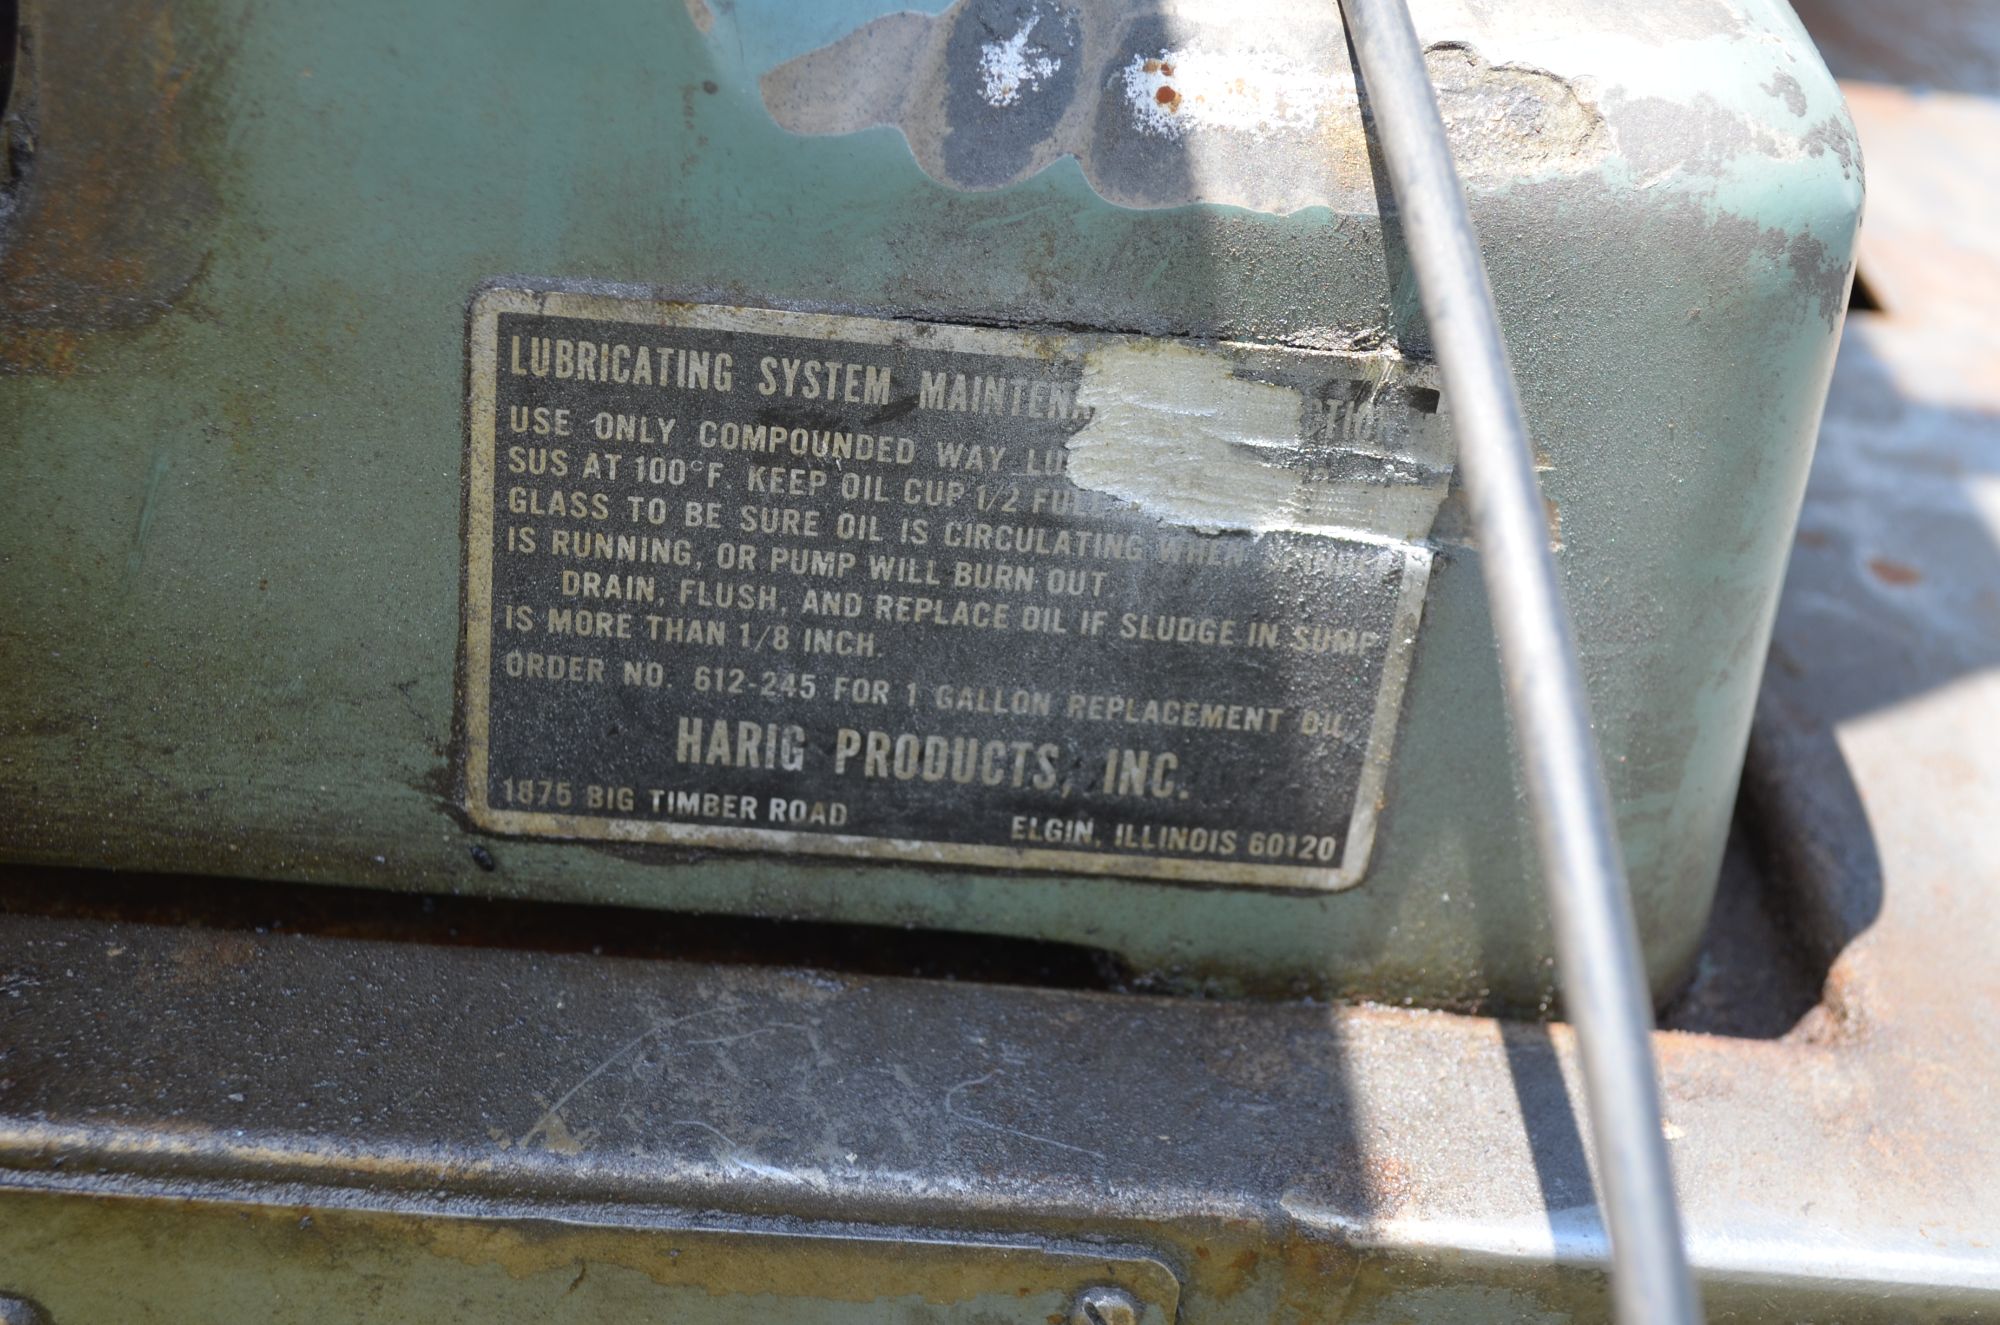 LUBRICATING SYSTEM
USE ONLY COMPOUNDED WAY
SUS AT 100°F. KEEP OIL CUP 1/2
GLASS TO BE SURE OIL IS CIRCULATING WHEN
IS RUNNING, OR PUMP WILL BURN OUT.
DRAIN, FLUSH, AND REPLACE OIL IF SLUDGE IN SUMP
IS MORE THAN 1/8 INCH.
ORDER NO. 612-245 FOR 1 GALLON REPLACEMENT OIL
HARIG PRODUCTS, INC.
1875 BIG TIMBER ROAD ELGIN, ILLINOIS 60120